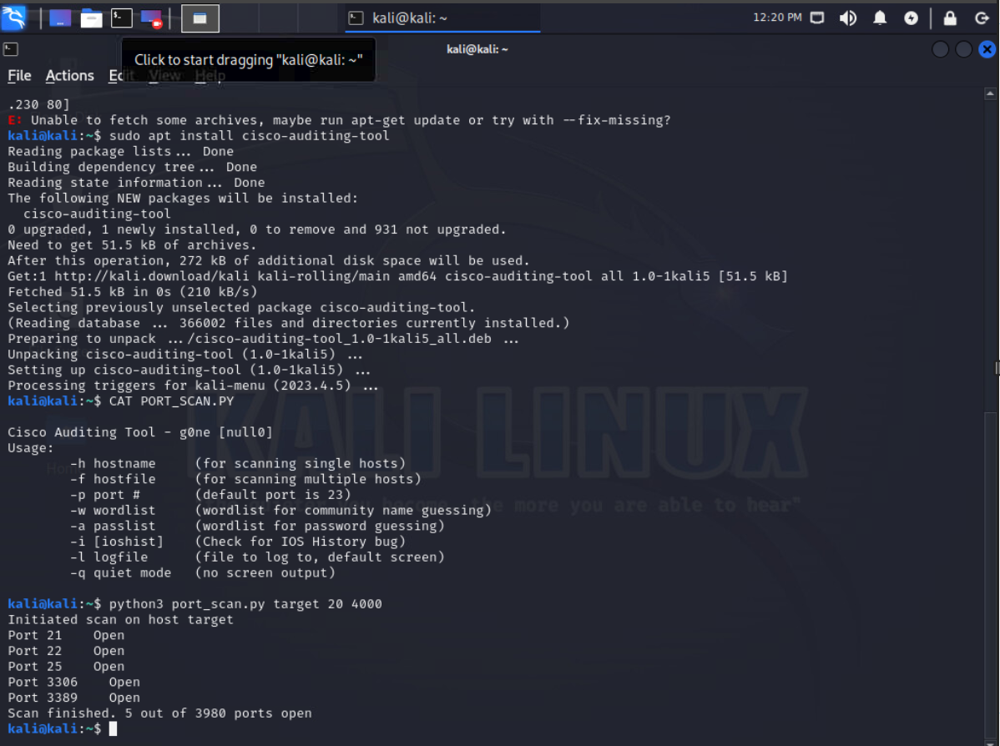 kali@kali: ~
12:20 PM
kali@kali: ~
Click to start dragging "kali@kali: ~"
File Actions Edit View Help
.230 80]
E: Unable to fetch some archives, maybe run apt-get update or try with --fix-missing?
kali@kali:~$ sudo apt install cisco-auditing-tool
Reading package lists... Done
Building dependency tree... Done
Reading state information... Done
The following NEW packages will be installed:
  cisco-auditing-tool
0 upgraded, 1 newly installed, 0 to remove and 931 not upgraded.
Need to get 51.5 kB of archives.
After this operation, 272 kB of additional disk space will be used.
Get:1 http://kali.download/kali kali-rolling/main amd64 cisco-auditing-tool all 1.0-1kali5 [51.5 kB]
Fetched 51.5 kB in 0s (210 kB/s)
Selecting previously unselected package cisco-auditing-tool.
(Reading database ... 366002 files and directories currently installed.)
Preparing to unpack .../cisco-auditing-tool_1.0-1kali5_all.deb ...
Unpacking cisco-auditing-tool (1.0-1kali5) ...
Setting up cisco-auditing-tool (1.0-1kali5) ...
Processing triggers for kali-menu (2023.4.5) ...
kali@kali:~$ CAT PORT_SCAN.PY
KALI LINUX
Cisco Auditing Tool - g0ne [null0]
Usage:
        -h hostname     (for scanning single hosts)
        -f hostfile     (for scanning multiple hosts)
        -p port #       (default port is 23)
        -w wordlist     (wordlist for community name guessing)
the more you are able to hear"
        -a passlist     (wordlist for password guessing)
        -i [ioshist]    (Check for IOS History bug)
        -l logfile      (file to log to, default screen)
        -q quiet mode   (no screen output)
kali@kali:~$ python3 port_scan.py target 20 4000
Initiated scan on host target
Port 21    Open
Port 22    Open
Port 25    Open
Port 3306    Open
Port 3389    Open
Scan finished. 5 out of 3980 ports open
kali@kali:~$